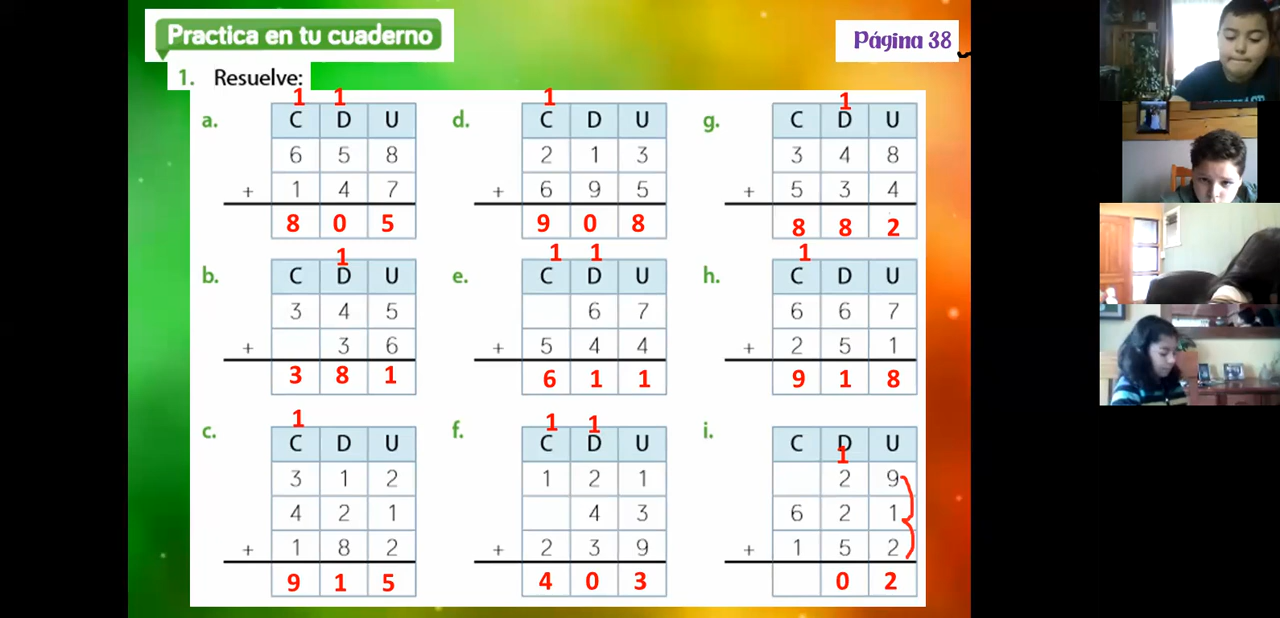 Practica en tu cuaderno
Página 38
1. Resuelve:
a.
1 1
C D U
6 5 8
+ 1 4 7
8 0 5
b.
1
C D U
3 4 5
+ 3 6
3 8 1
c.
1
C D U
3 1 2
4 2 1
+ 1 8 2
9 1 5
d.
1
C D U
2 1 3
+ 6 9 5
9 0 8
e.
1 1
C D U
6 7
+ 5 4 4
6 1 1
f.
1 1
C D U
1 2 1
4 3
+ 2 3 9
4 0 3
g.
1
C D U
3 4 8
+ 5 3 4
8 8 2
h.
1
C D U
6 6 7
+ 2 5 1
9 1 8
i.
C D U
1
2 9
6 2 1
+ 1 5 2
0 2